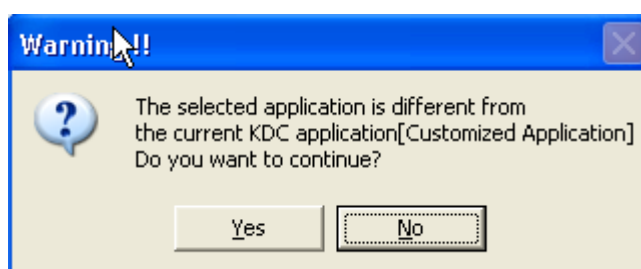 Warning!!!
The selected application is different from
the current KDC application[Customized Application]
Do you want to continue?
Yes
No